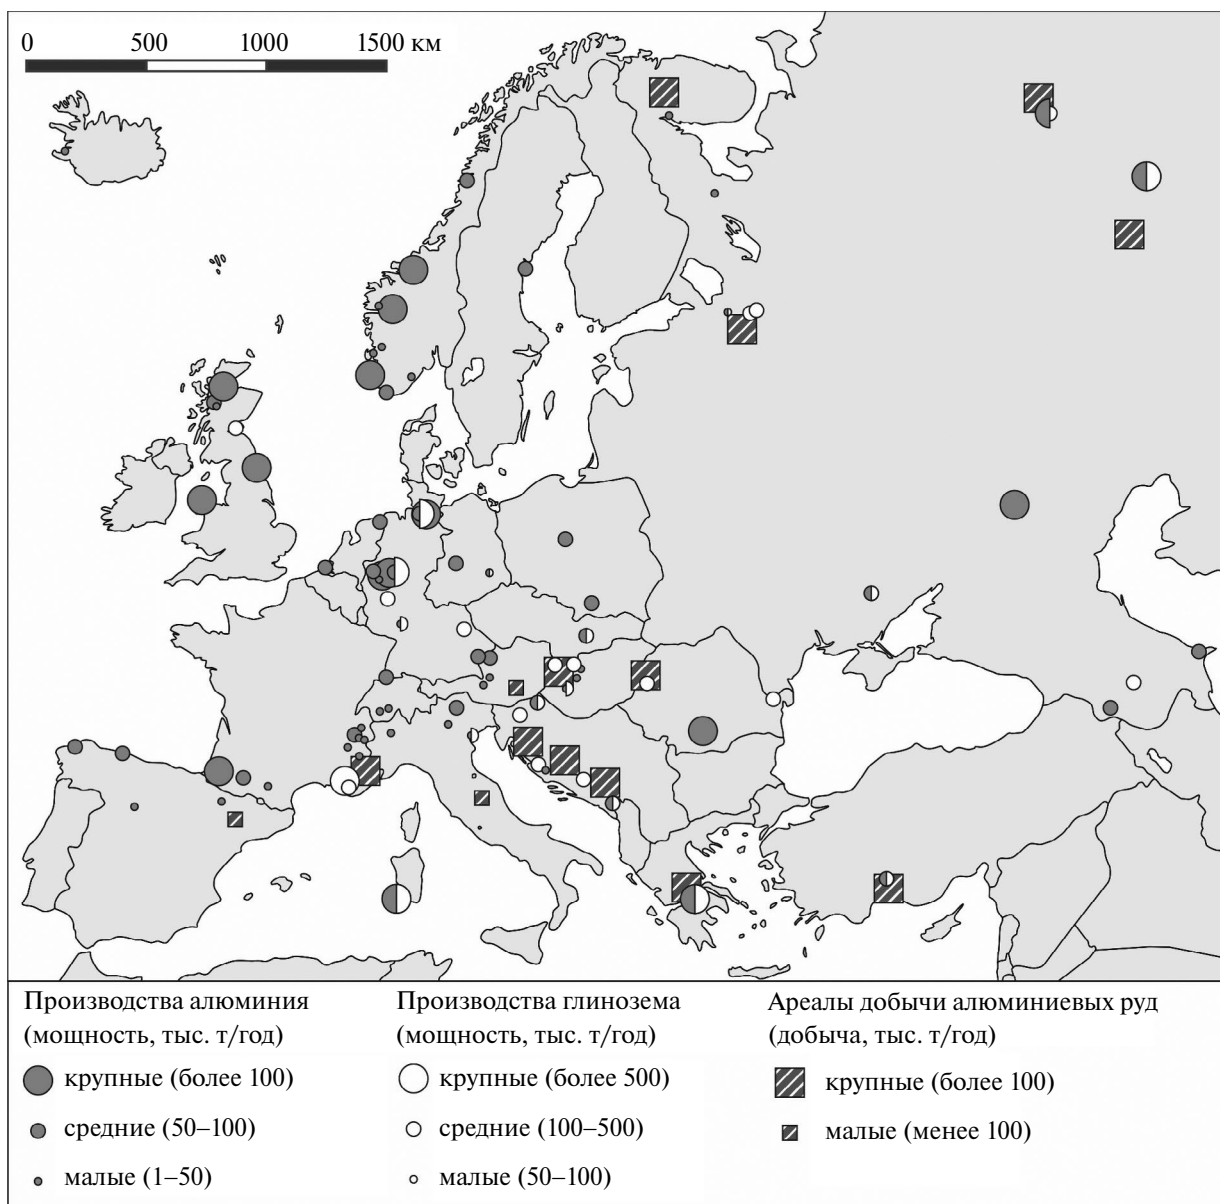 0 500 1000 1500 км
Производства алюминия
(мощность, тыс. т/год)
крупные (более 100)
средние (50–100)
малые (1–50)
Производства глинозема
(мощность, тыс. т/год)
крупные (более 500)
средние (100–500)
малые (50–100)
Ареалы добычи алюминиевых руд
(добыча, тыс. т/год)
крупные (более 100)
малые (менее 100)